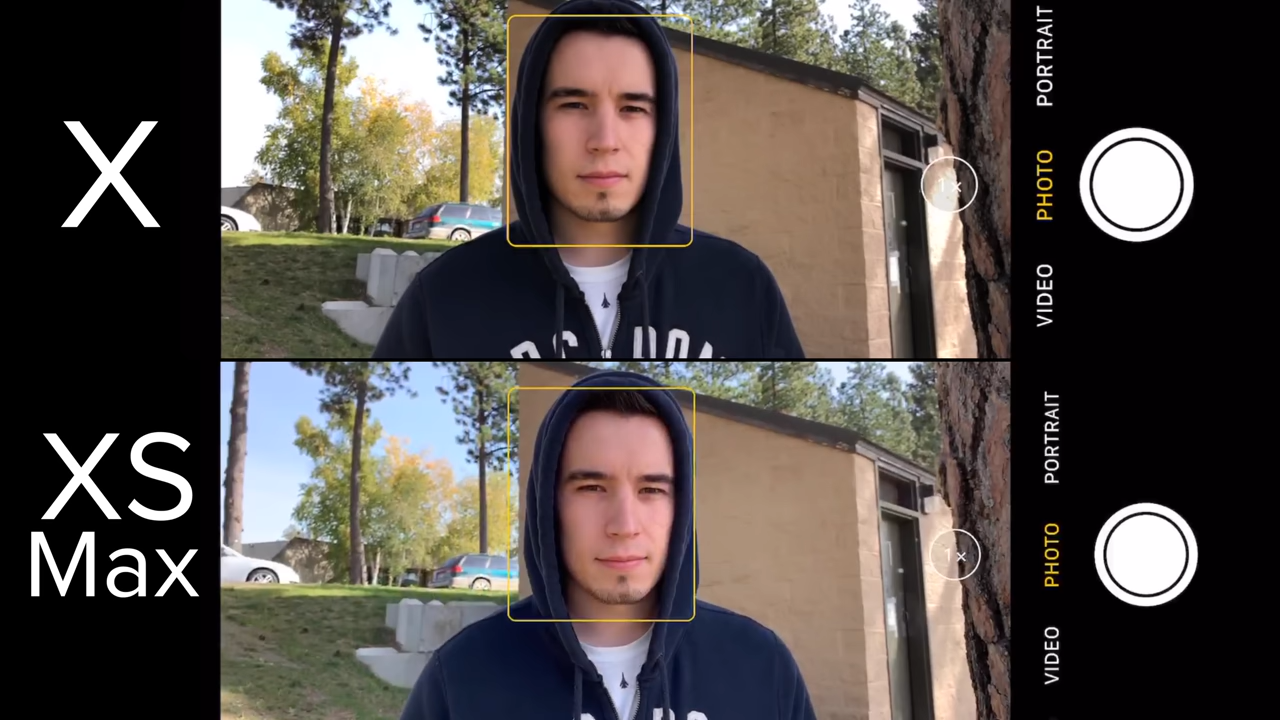 X
PORTRAIT
PHOTO
VIDEO
1×
XS
Max
PORTRAIT
PHOTO
VIDEO
1×